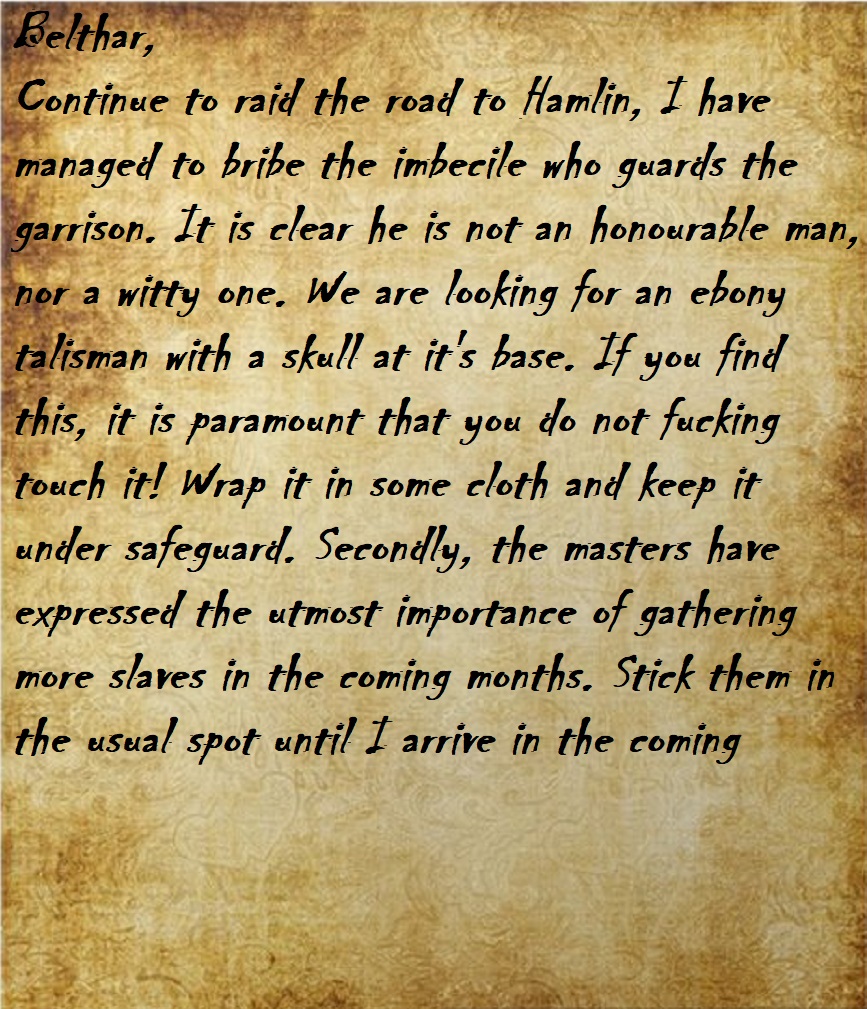 Belthar,
Continue to raid the road to Hamlin, I have
managed to bribe the imbecile who guards the
garrison. It is clear he is not an honourable man,
nor a witty one. We are looking for an ebony
talisman with a skull at it's base. If you find
this, it is paramount that you do not fucking
touch it! Wrap it in some cloth and keep it
under safeguard. Secondly, the masters have
expressed the utmost importance of gathering
more slaves in the coming months. Stick them in
the usual spot until I arrive in the coming